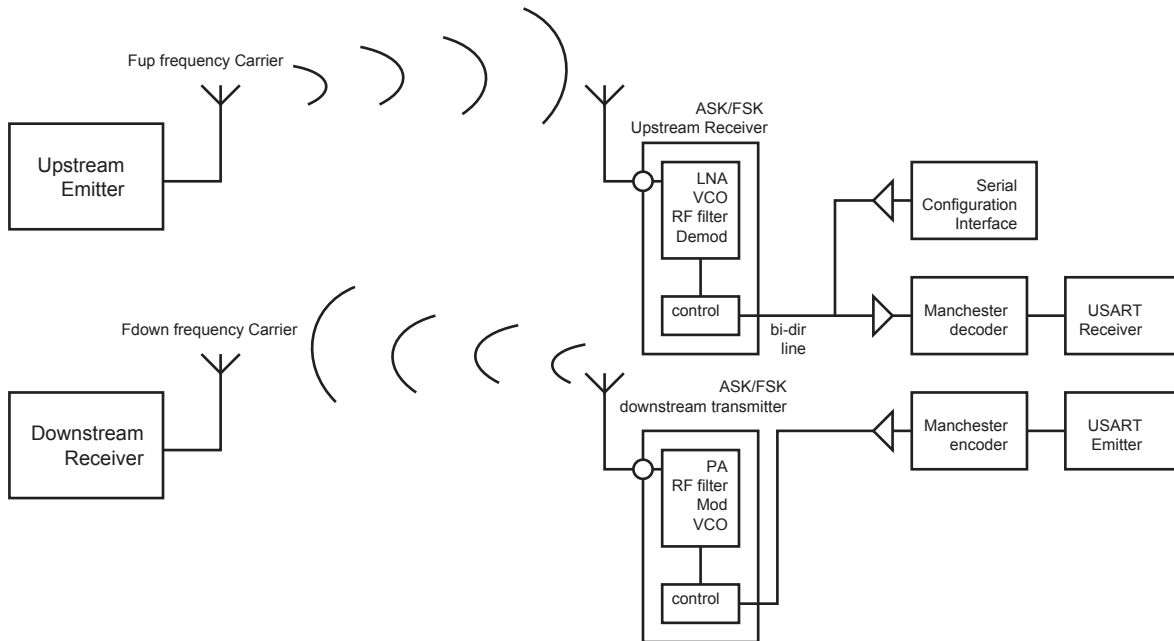 Fup frequency Carrier
Upstream
Emitter
ASK/FSK
Upstream Receiver
LNA
VCO
RF filter
Demod
control
bi-dir
line
Serial
Configuration
Interface
Manchester
decoder
USART
Receiver
Fdown frequency Carrier
Downstream
Receiver
ASK/FSK
downstream transmitter
PA
RF filter
Mod
VCO
control
Manchester
encoder
USART
Emitter